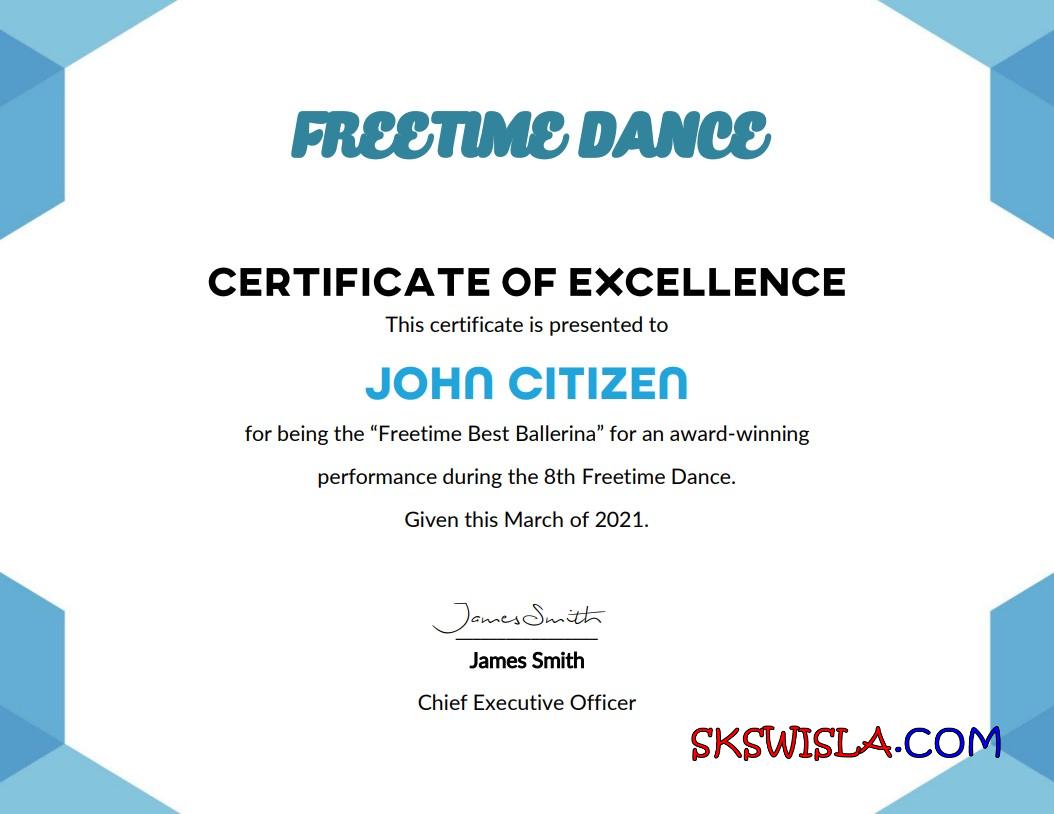 FREETIME DANCE
CERTIFICATE OF EXCELLENCE
This certificate is presented to
JOHN CITIZEN
for being the “Freetime Best Ballerina” for an award-winning
performance during the 8th Freetime Dance.
Given this March of 2021.
James Smith
James Smith
Chief Executive Officer
SKSWISLA.COM